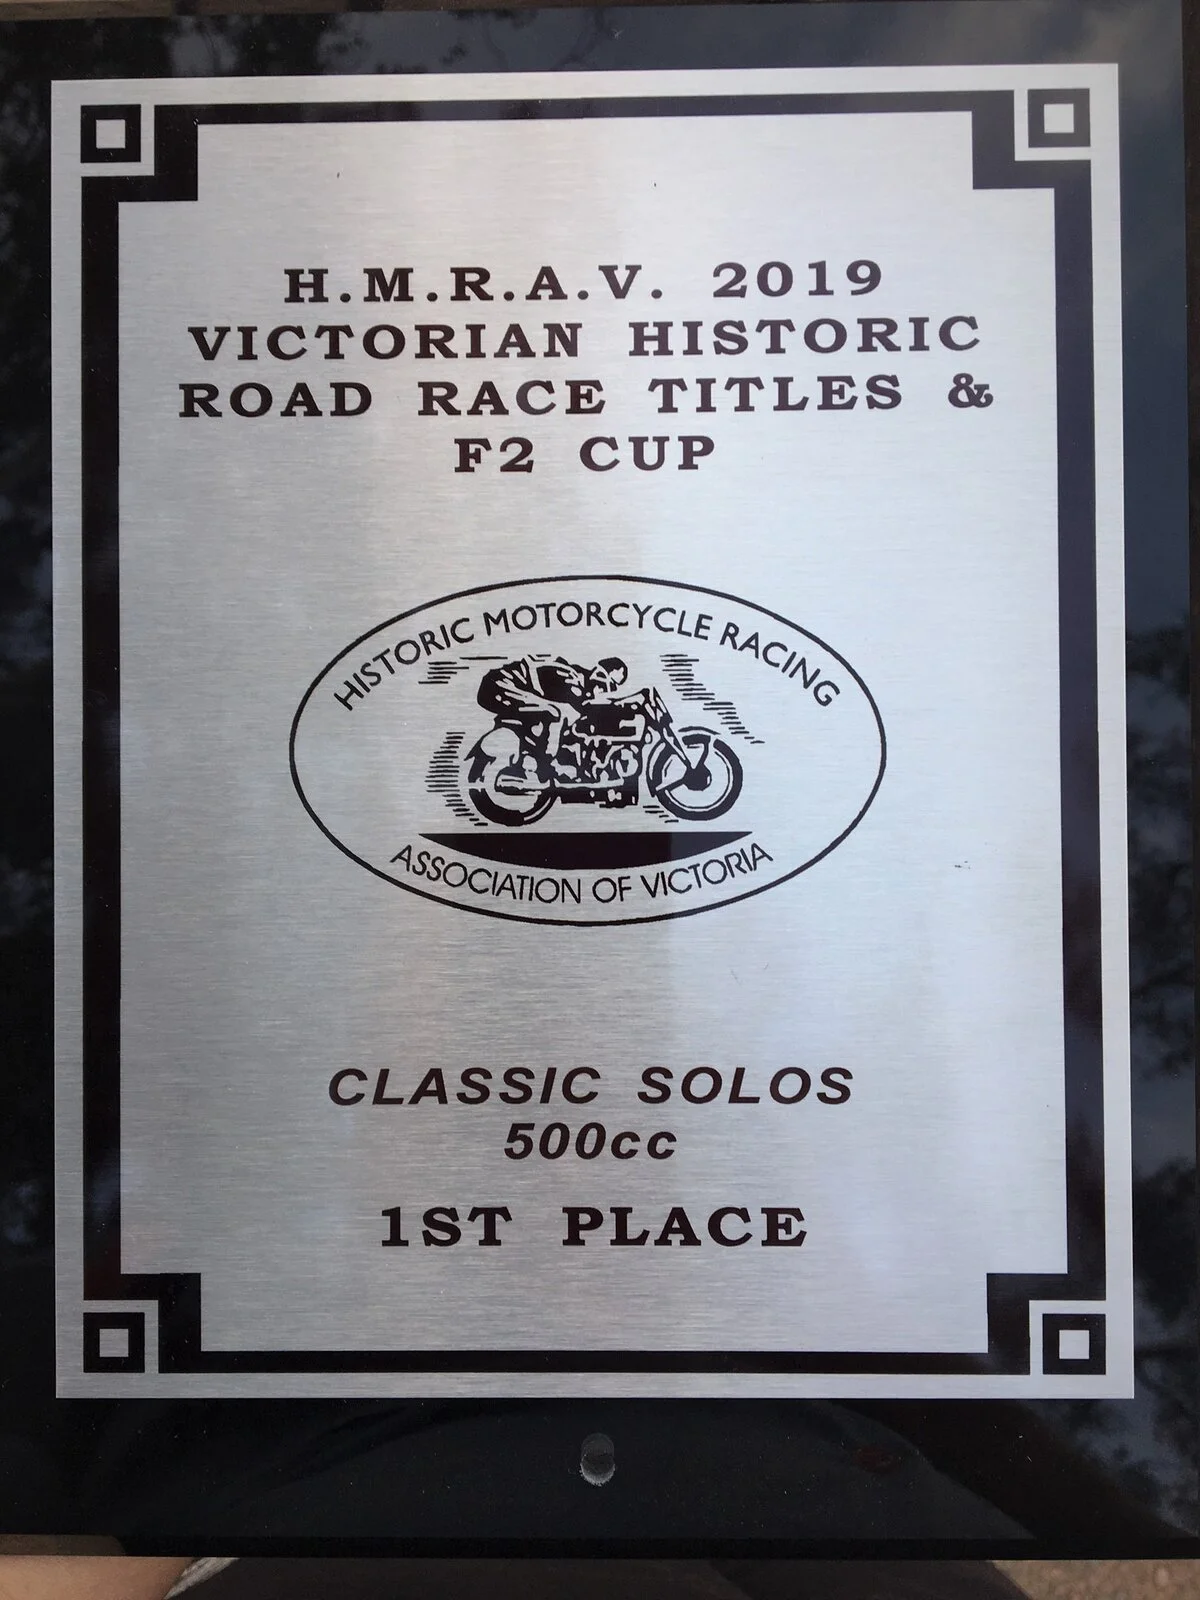 H.M.R.A.V. 2019
VICTORIAN HISTORIC
ROAD RACE TITLES &
F2 CUP
HISTORIC MOTORCYCLE RACING
ASSOCIATION OF VICTORIA
CLASSIC SOLOS
500cc
1ST PLACE